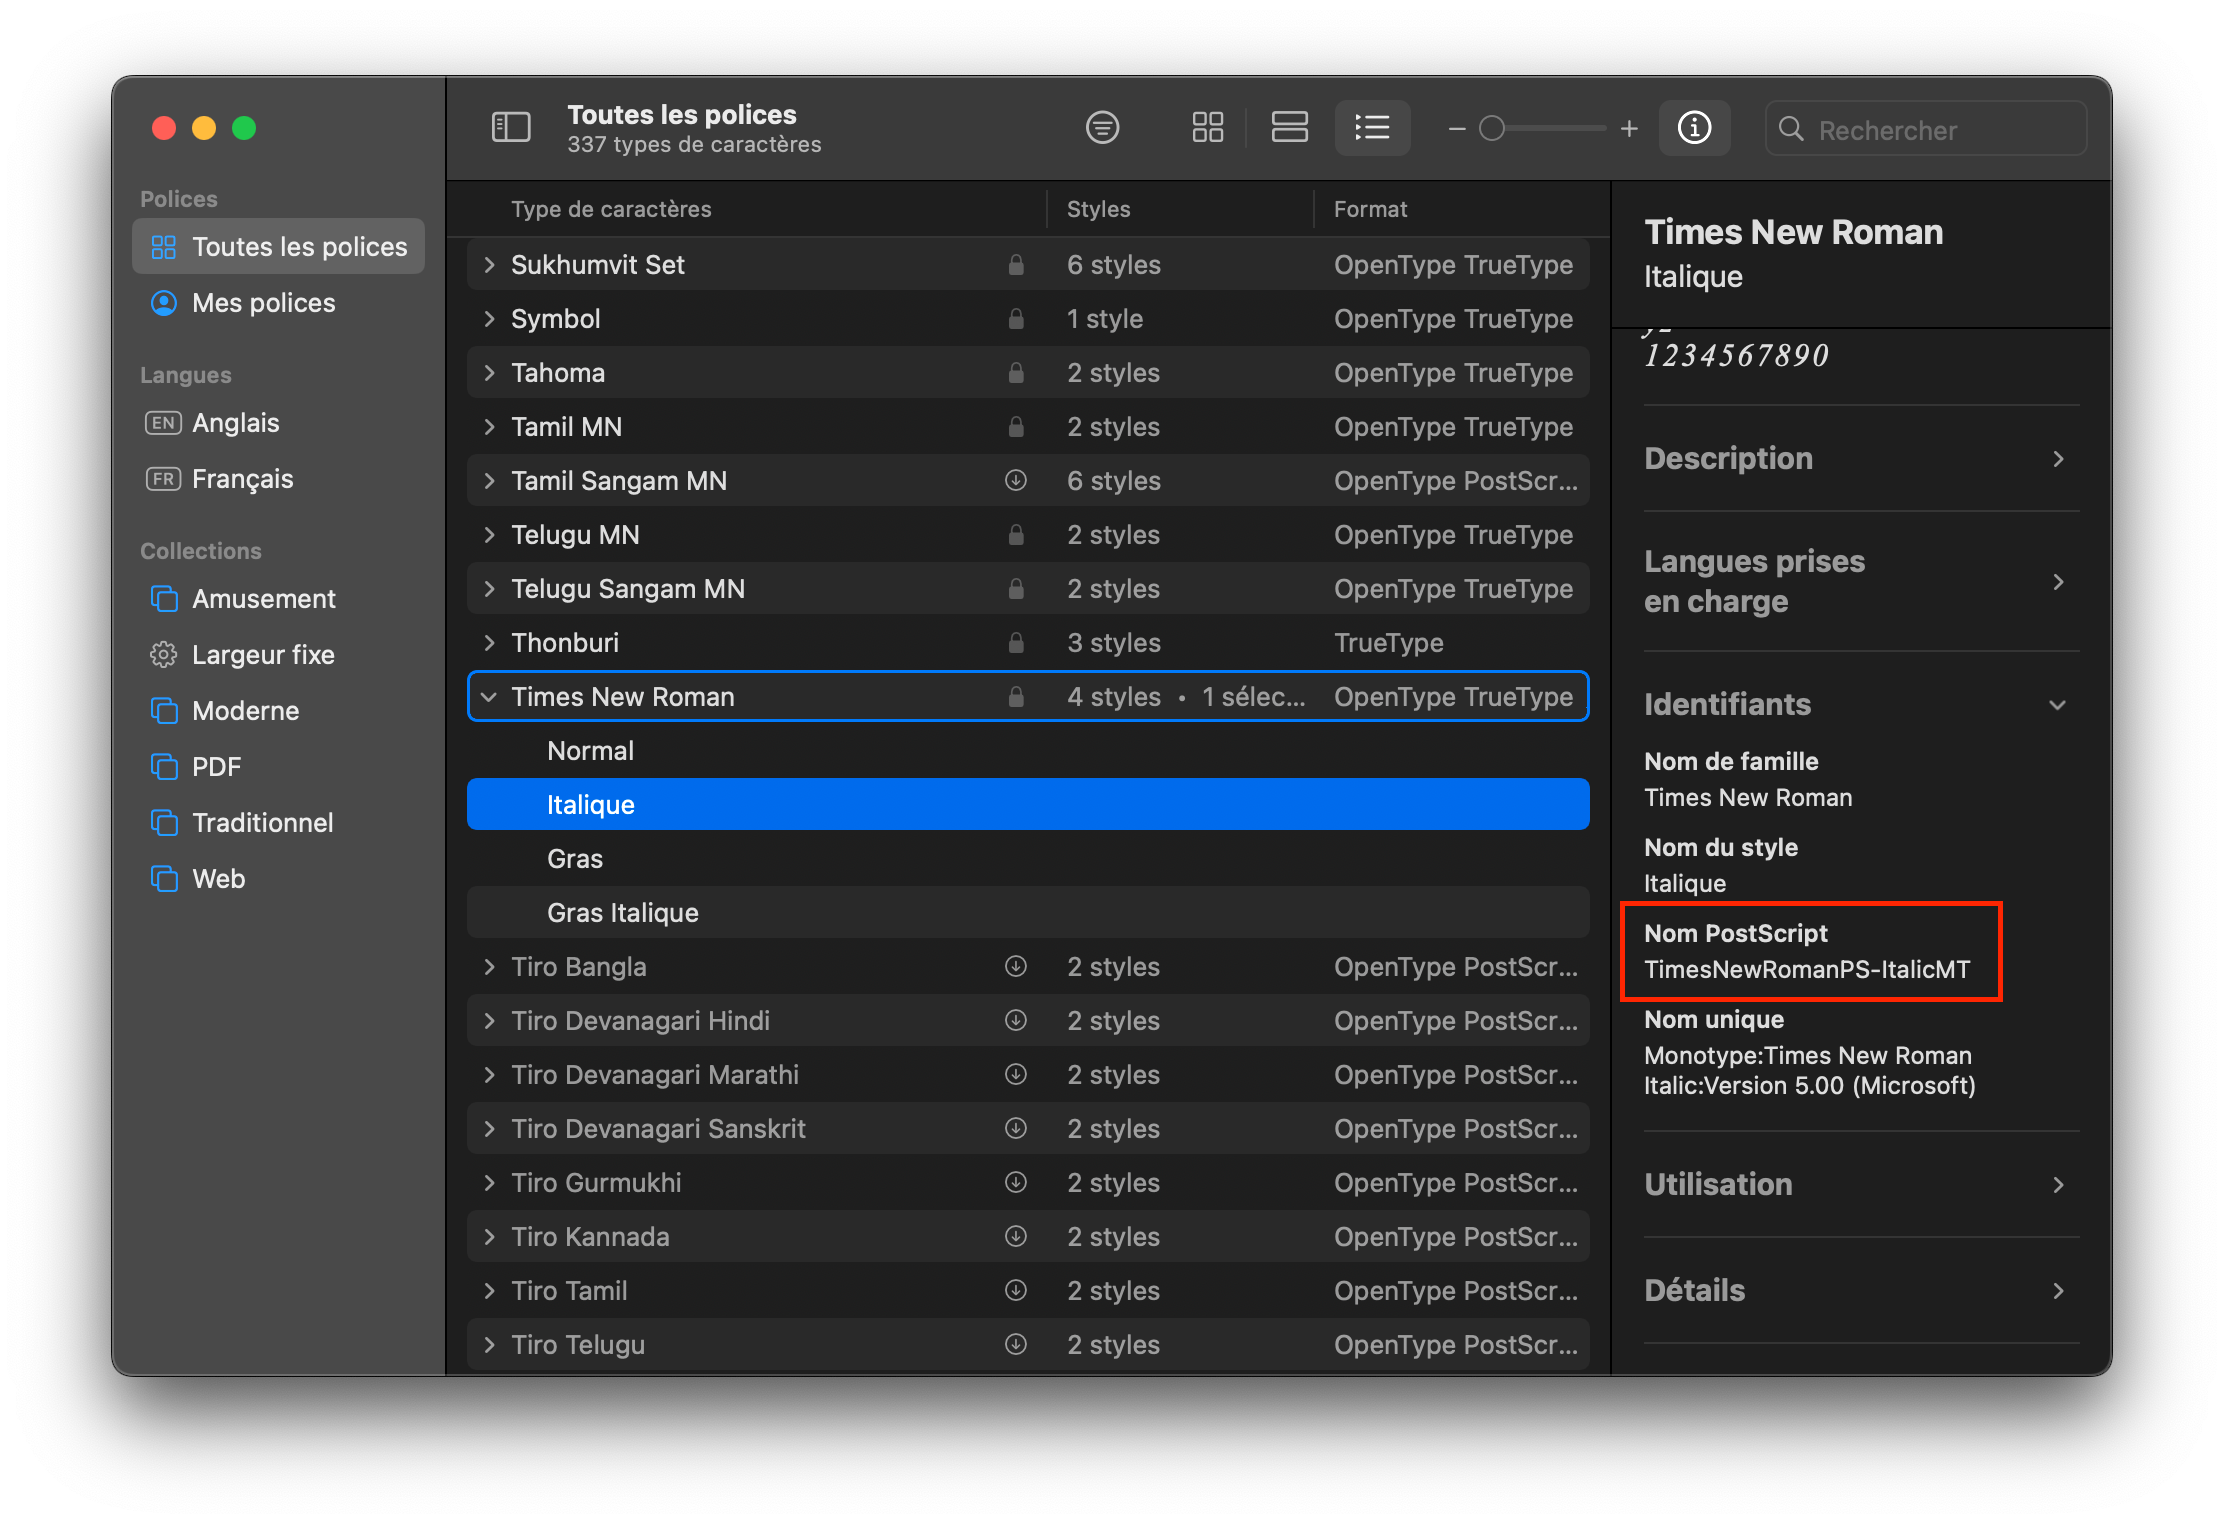 Toutes les polices
337 types de caractères
Rechercher
Polices
Toutes les polices
Mes polices
Langues
EN Anglais
FR Français
Collections
Amusement
Largeur fixe
Moderne
PDF
Traditionnel
Web
Type de caractères Styles Format
Sukhumvit Set 6 styles OpenType TrueType
Symbol 1 style OpenType TrueType
Tahoma 2 styles OpenType TrueType
Tamil MN 2 styles OpenType TrueType
Tamil Sangam MN 6 styles OpenType PostScr...
Telugu MN 2 styles OpenType TrueType
Telugu Sangam MN 2 styles OpenType TrueType
Thonburi 3 styles TrueType
Times New Roman 4 styles • 1 sélec... OpenType TrueType
Normal
Italique
Gras
Gras Italique
Tiro Bangla 2 styles OpenType PostScr...
Tiro Devanagari Hindi 2 styles OpenType PostScr...
Tiro Devanagari Marathi 2 styles OpenType PostScr...
Tiro Devanagari Sanskrit 2 styles OpenType PostScr...
Tiro Gurmukhi 2 styles OpenType PostScr...
Tiro Kannada 2 styles OpenType PostScr...
Tiro Tamil 2 styles OpenType PostScr...
Tiro Telugu 2 styles OpenType PostScr...
Times New Roman
Italique
1234567890
Description
Langues prises
en charge
Identifiants
Nom de famille
Times New Roman
Nom du style
Italique
Nom PostScript
TimesNewRomanPS-ItalicMT
Nom unique
Monotype:Times New Roman
Italic:Version 5.00 (Microsoft)
Utilisation
Détails